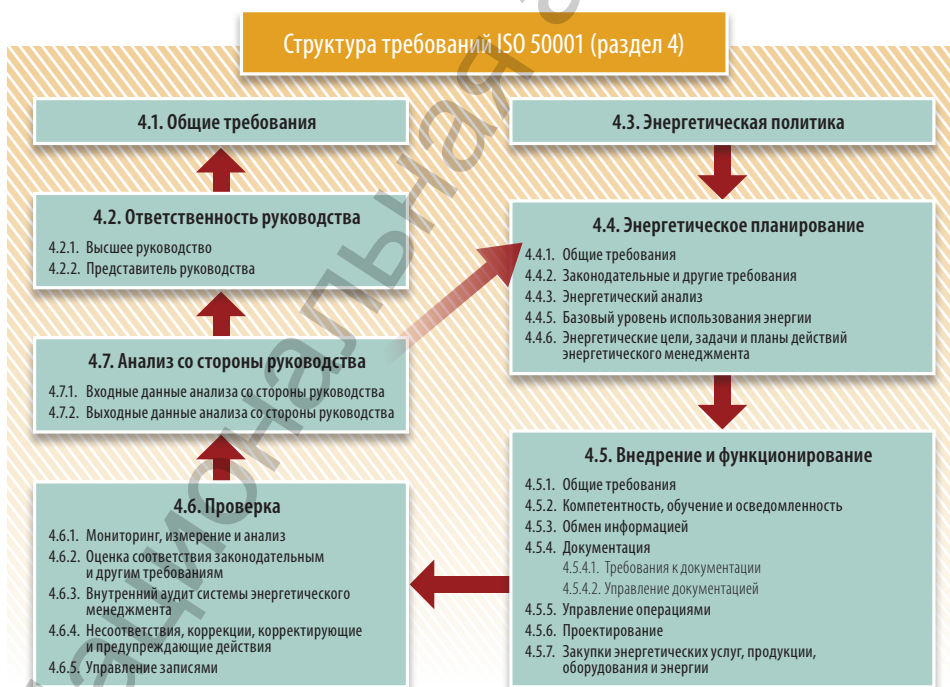 Структура требований ISO 50001 (раздел 4)
4.1. Общие требования
4.2. Ответственность руководства
4.2.1. Высшее руководство
4.2.2. Представитель руководства
4.7. Анализ со стороны руководства
4.7.1. Входные данные анализа со стороны руководства
4.7.2. Выходные данные анализа со стороны руководства
4.6. Проверка
4.6.1. Мониторинг, измерение и анализ
4.6.2. Оценка соответствия законодательным
и другим требованиям
4.6.3. Внутренний аудит системы энергетического
менеджмента
4.6.4. Несоответствия, коррекции, корректирующие
и предупреждающие действия
4.6.5. Управление записями
4.3. Энергетическая политика
4.4. Энергетическое планирование
4.4.1. Общие требования
4.4.2. Законодательные и другие требования
4.4.3. Энергетический анализ
4.4.5. Базовый уровень использования энергии
4.4.6. Энергетические цели, задачи и планы действий
энергетического менеджмента
4.5. Внедрение и функционирование
4.5.1. Общие требования
4.5.2. Компетентность, обучение и осведомленность
4.5.3. Обмен информацией
4.5.4. Документация
4.5.4.1. Требования к документации
4.5.4.2. Управление документацией
4.5.5. Управление операциями
4.5.6. Проектирование
4.5.7. Закупки энергетических услуг, продукции,
оборудования и энергии